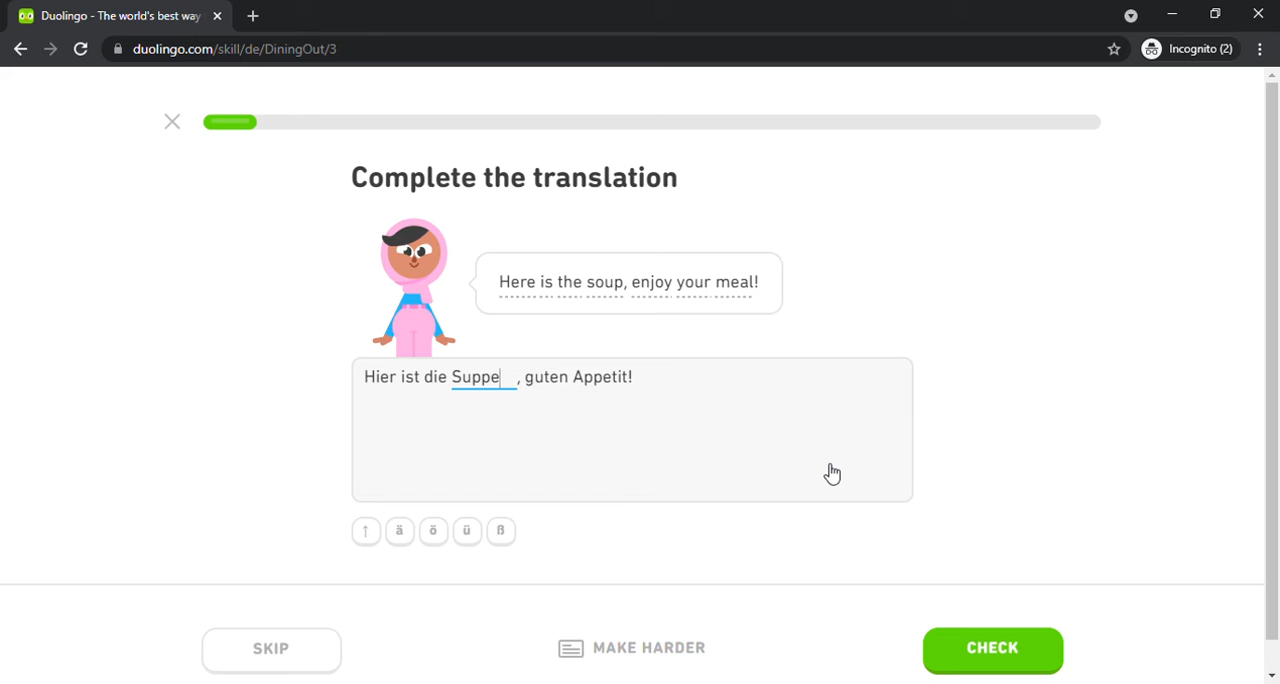 Duolingo - The world's best way
duolingo.com/skill/de/DiningOut/3
Incognito (2)
Complete the translation
Here is the soup, enjoy your meal!
Hier ist die Suppe, guten Appetit!
↑ ä ö ü ß
SKIP
MAKE HARDER
CHECK